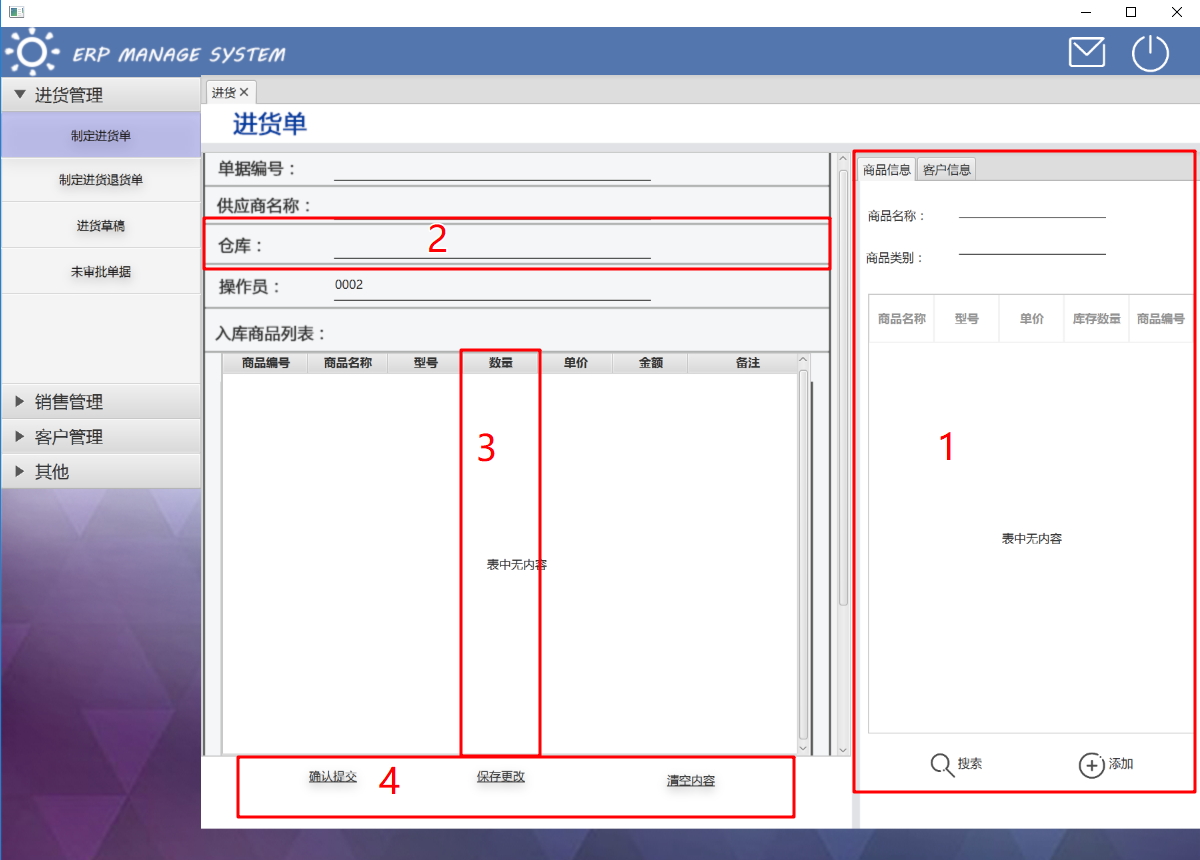 ERP MANAGE SYSTEM
进货管理
制定进货单
制定进货退货单
进货草稿
未审批单据
销售管理
客户管理
其他
进货
进货单
单据编号：
供应商名称：
仓库：
2
操作员：
0002
入库商品列表：
商品编号 商品名称 型号 数量 单价 金额 备注
3
表中无内容
确认提交
4
保存更改
清空内容
商品信息 客户信息
商品名称：
商品类别：
商品名称 型号 单价 库存数量 商品编号
1
表中无内容
搜索
添加